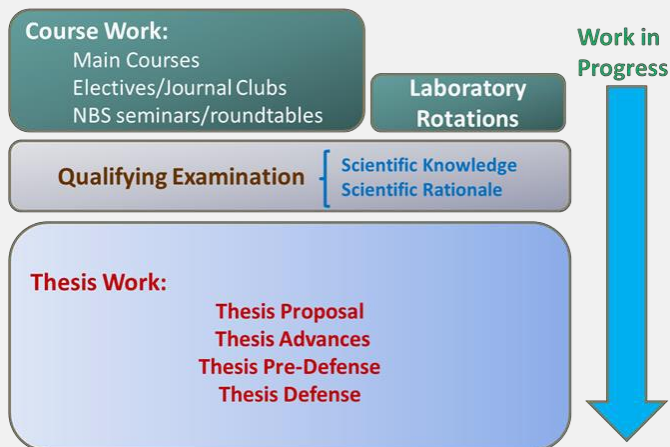 Course Work:
Main Courses
Electives/Journal Clubs
NBS seminars/roundtables
Laboratory
Rotations
Work in
Progress
Qualifying Examination
Scientific Knowledge
Scientific Rationale
Thesis Work:
Thesis Proposal
Thesis Advances
Thesis Pre-Defense
Thesis Defense